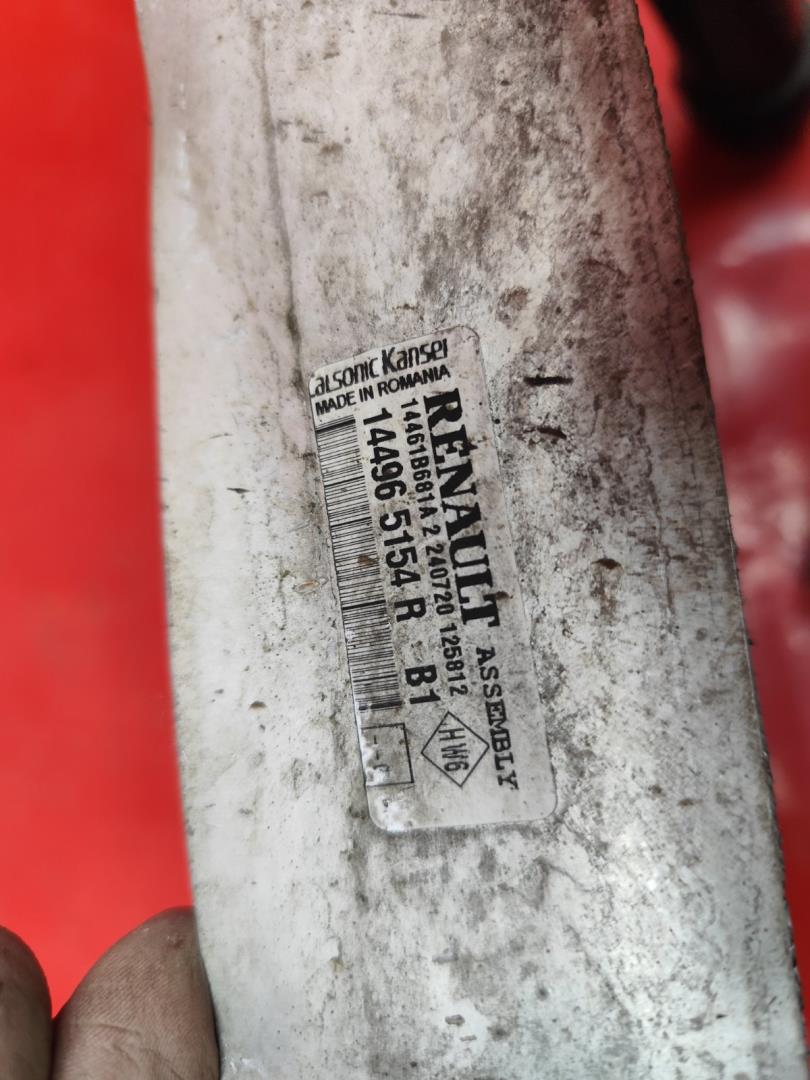 Calsonic Kansei
MADE IN ROMANIA
RENAULT ASSEMBLY
14461B681A 2 240720 125812
14496 5154 R B1
HW6